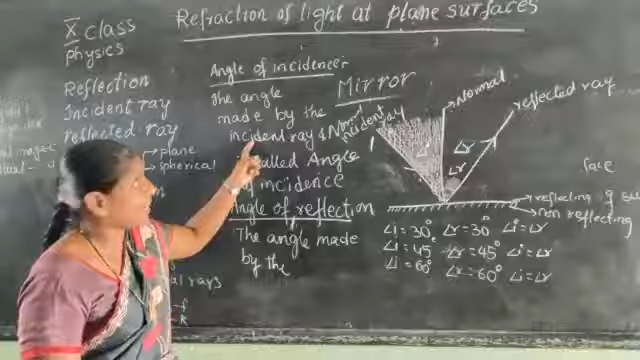 Refraction of light at plane surfaces
X class
physics
Reflection
Incident ray
Reflected ray
plane
spherical
Angle of incidence:
The angle
made by the
incident ray & Normal
called Angle
of incidence
Angle of reflection
The angle made
by the
Mirror
incident ray
Normal
reflected ray
∠i
∠r
∠r
face
reflecting
non reflecting
∠i = 30° ∠r = 30° ∠i = ∠r
∠i = 45° ∠r = 45° ∠i = ∠r
∠i = 60° ∠r = 60° ∠i = ∠r
rays